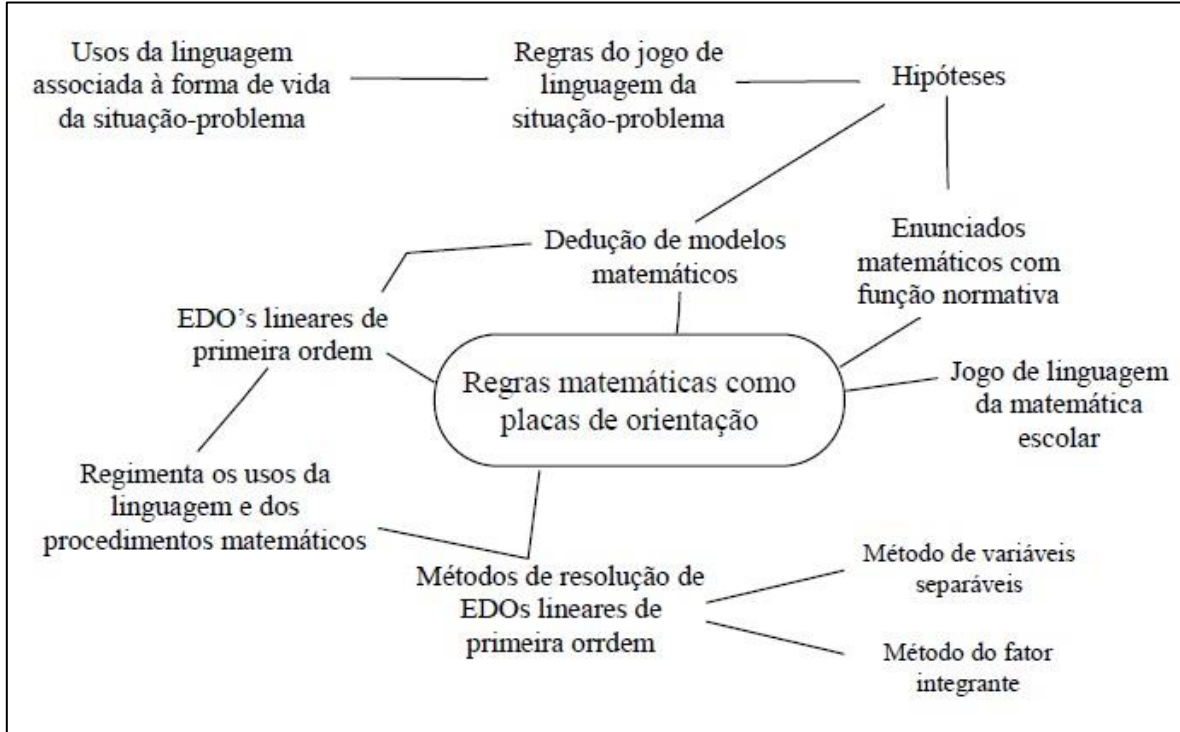 Usos da linguagem
associada à forma de vida
da situação-problema
Regras do jogo de
linguagem da
situação-problema
Hipóteses
Dedução de modelos
matemáticos
Enunciados
matemáticos com
função normativa
EDO’s lineares de
primeira ordem
Regras matemáticas como
placas de orientação
Jogo de linguagem
da matemática
escolar
Regimenta os usos da
linguagem e dos
procedimentos matemáticos
Métodos de resolução de
EDOs lineares de
primeira orrdem
Método de variáveis
separáveis
Método do fator
integrante